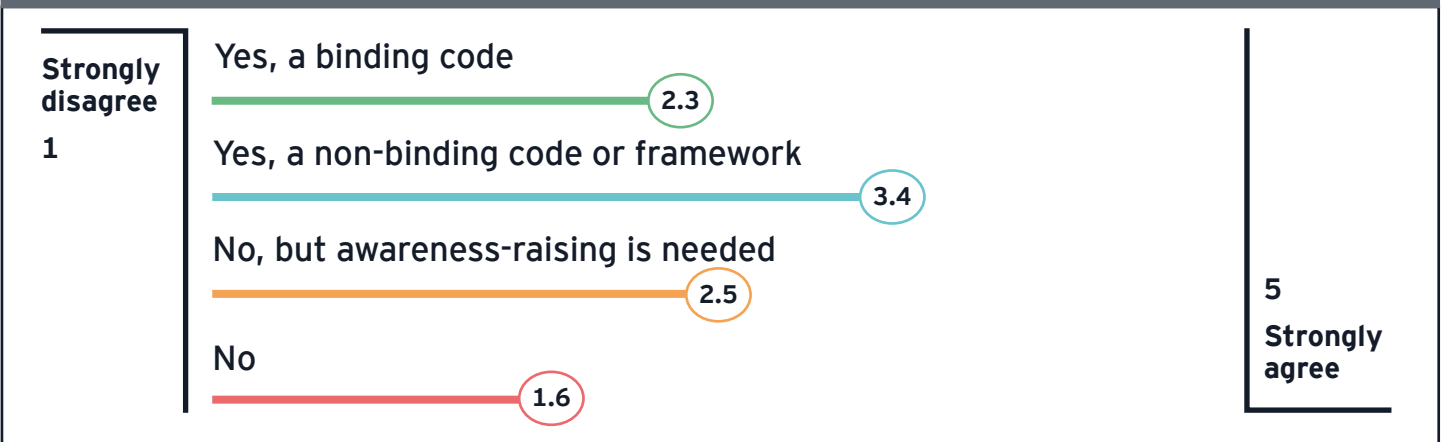 Strongly
disagree
1
Yes, a binding code
2.3
Yes, a non-binding code or framework
3.4
No, but awareness-raising is needed
2.5
No
1.6
5
Strongly
agree